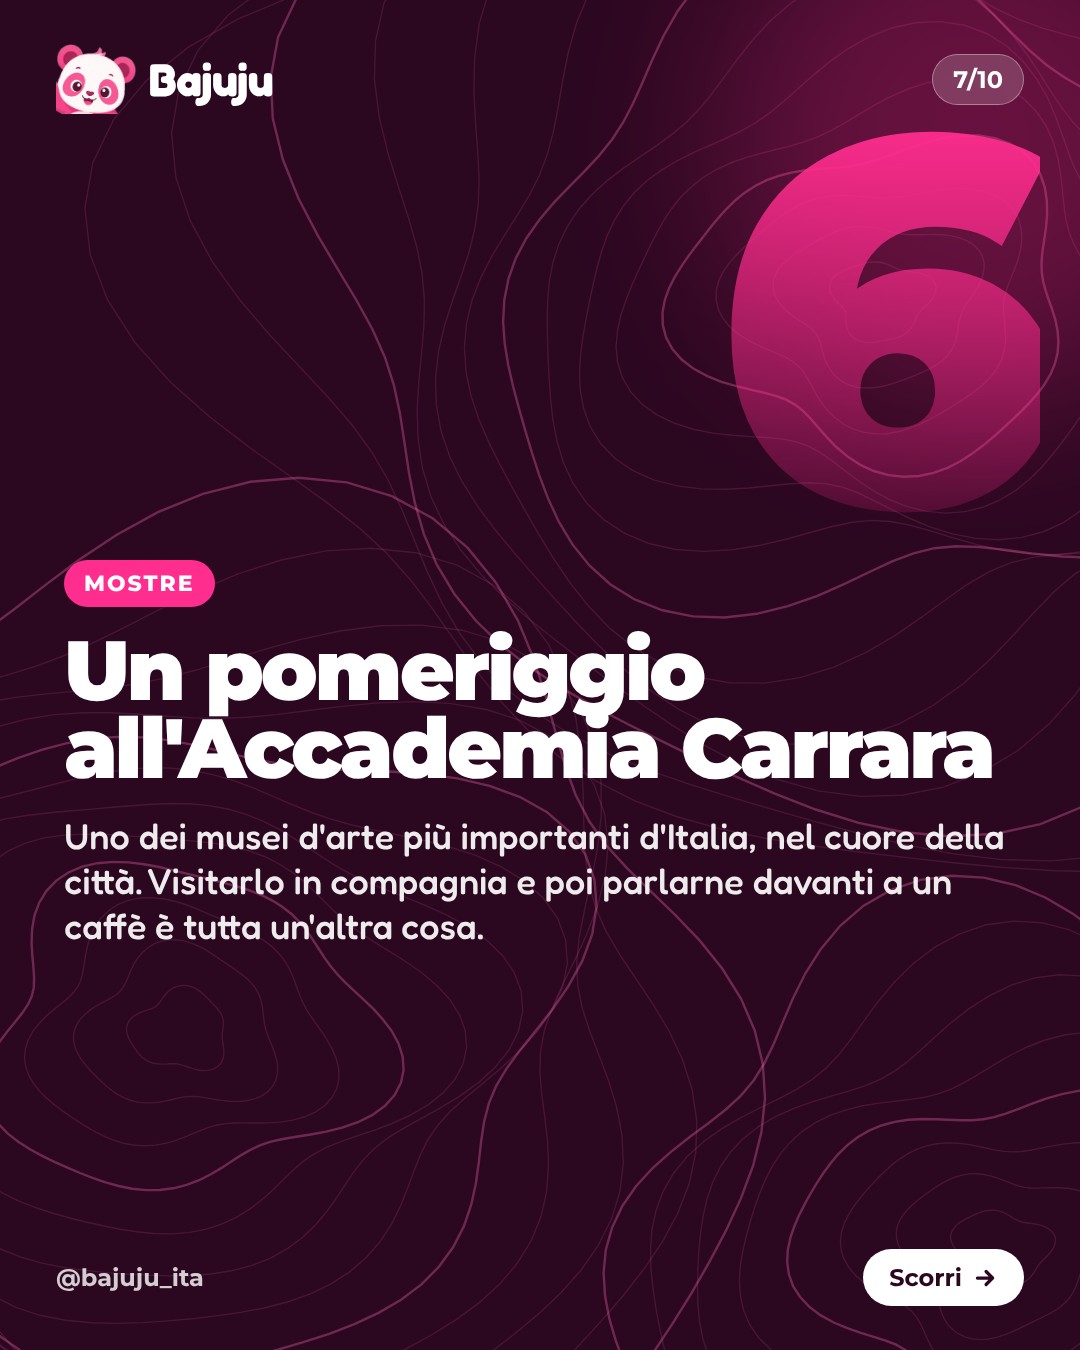 Bajuju
7/10
6
MOSTRE
Un pomeriggio
all'Accademia Carrara
Uno dei musei d'arte più importanti d'Italia, nel cuore della
città. Visitarlo in compagnia e poi parlarne davanti a un
caffè è tutta un'altra cosa.
@bajuju_ita
Scorri →